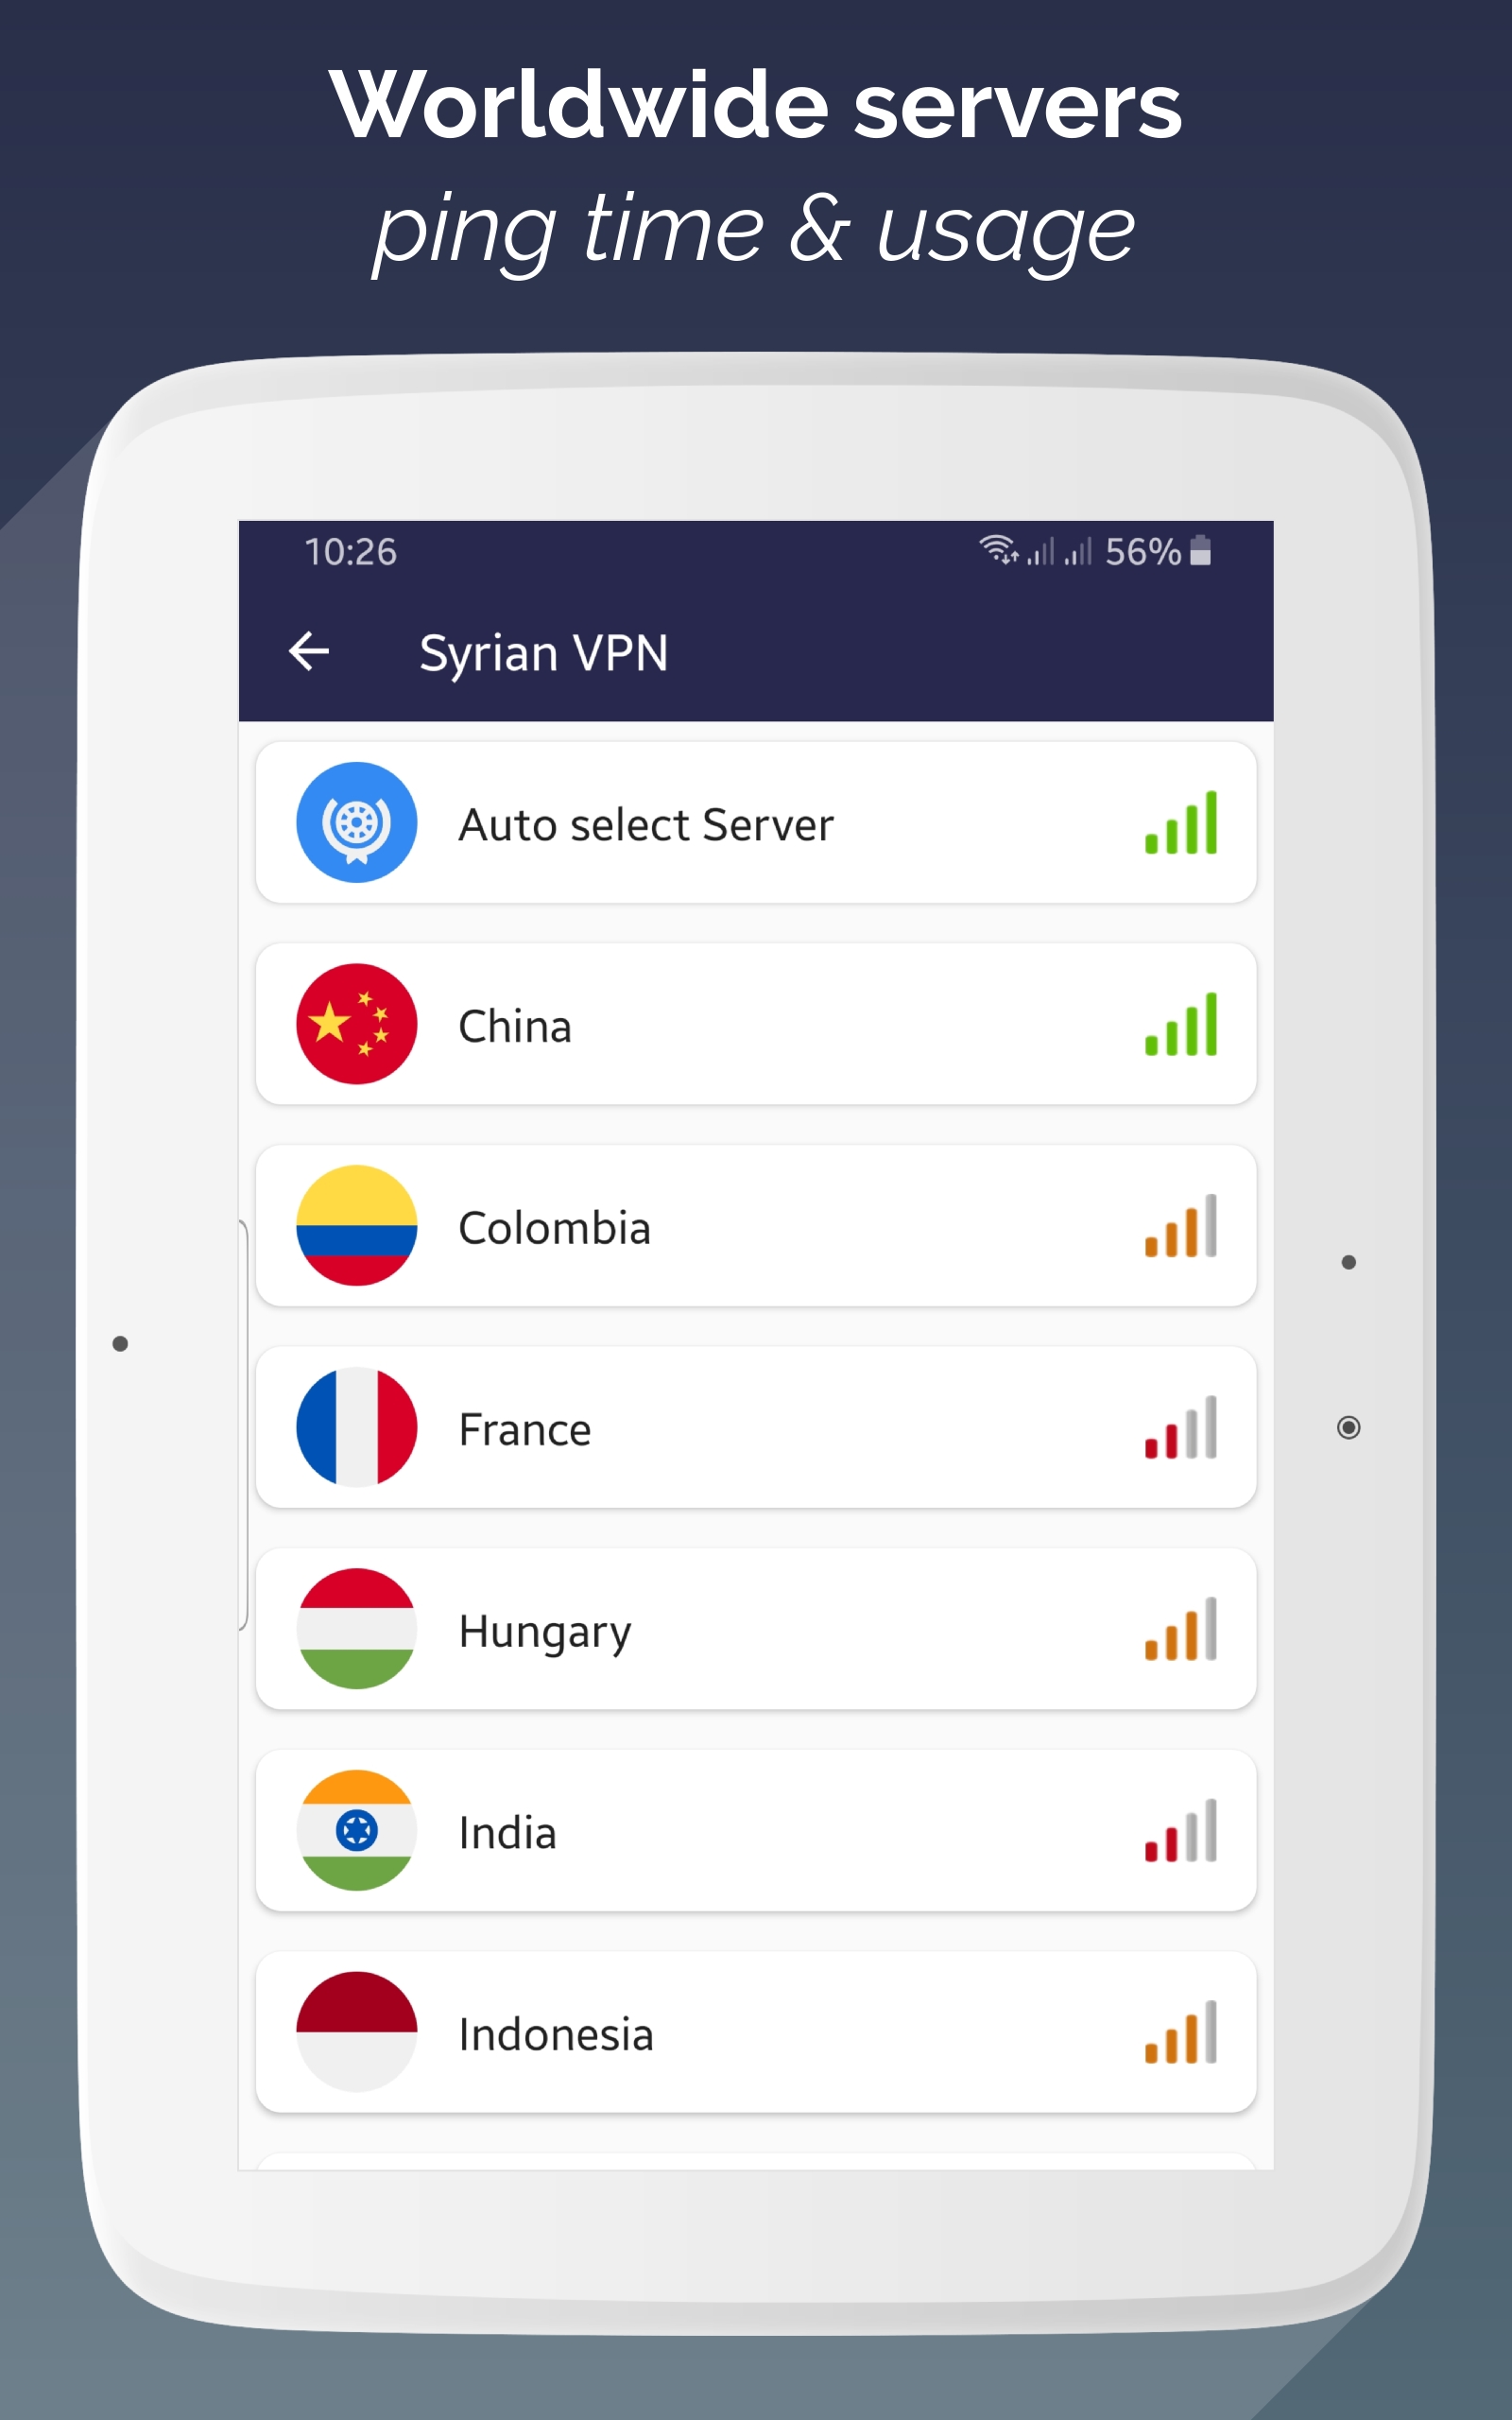 Worldwide servers
ping time & usage
10:26
56%
Syrian VPN
Auto select Server
China
Colombia
France
Hungary
India
Indonesia